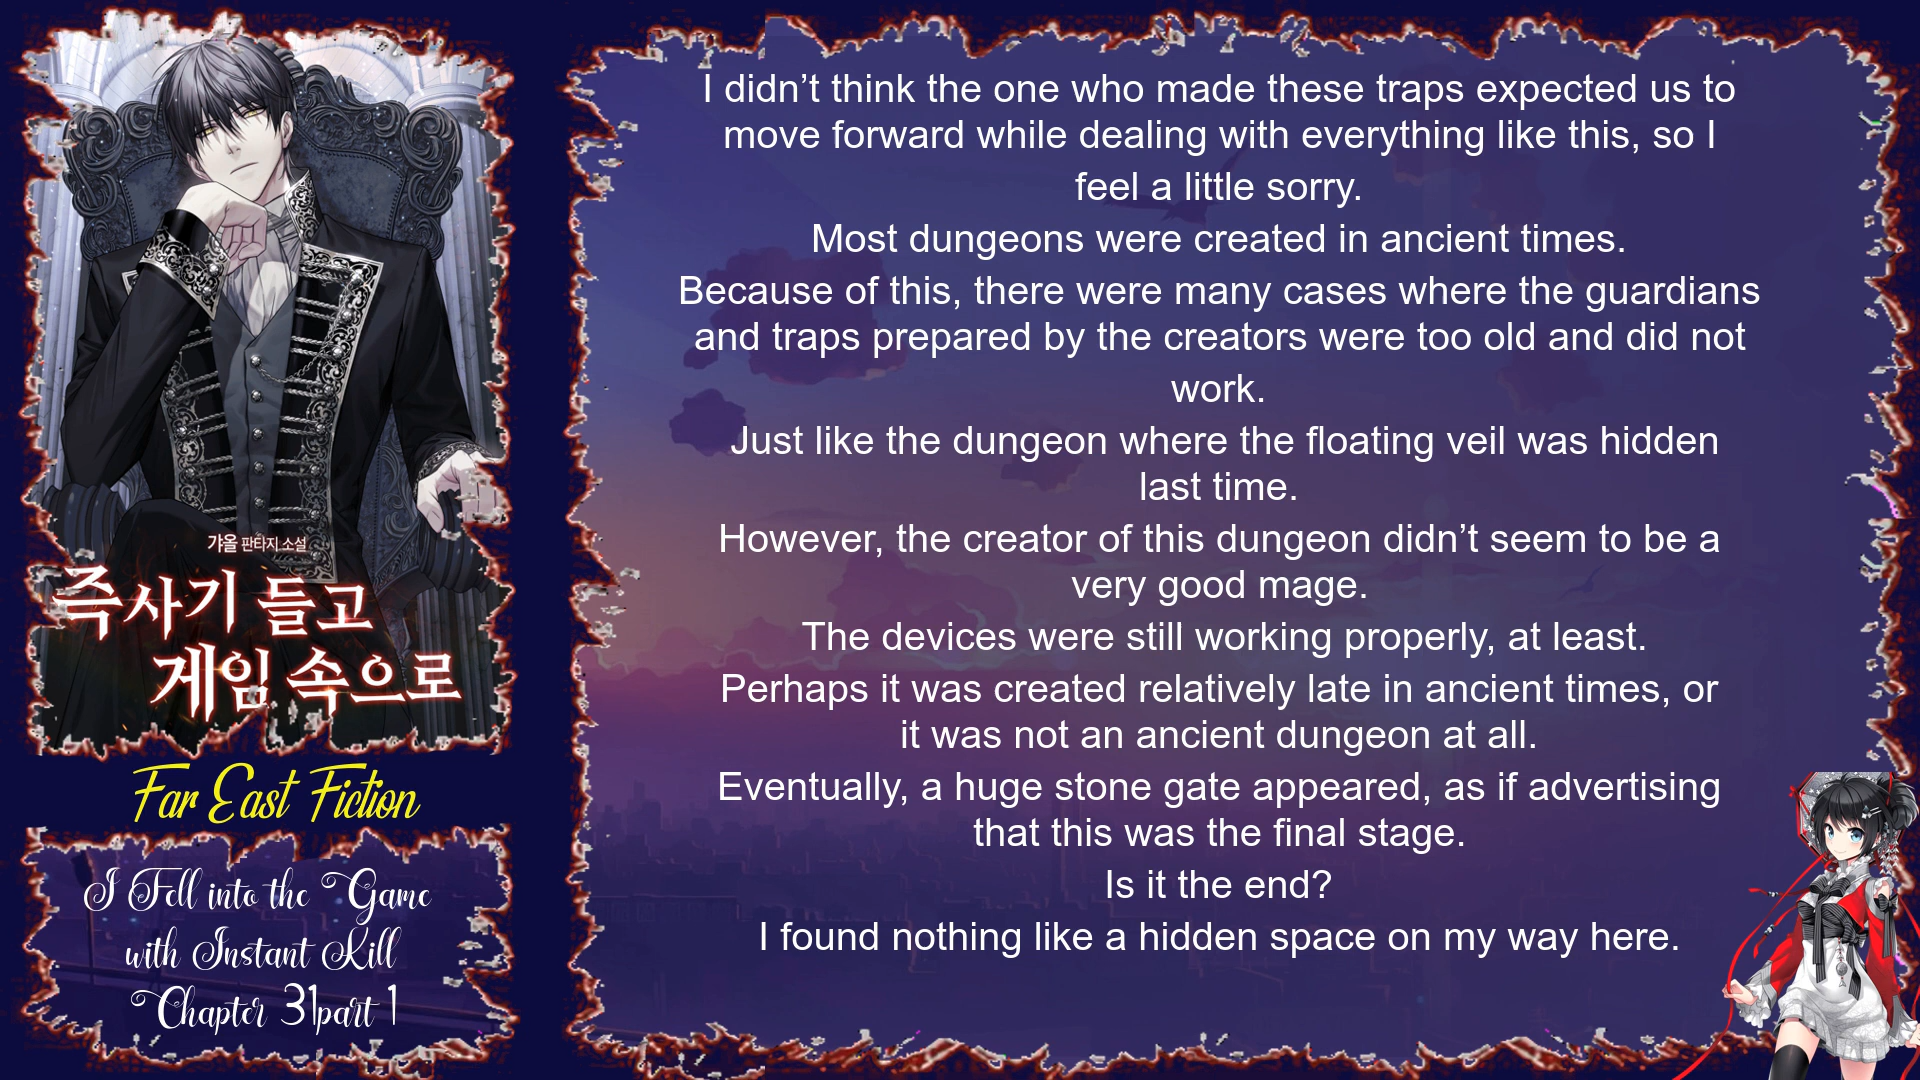 갸올 판타지 소설
즉사기 들고
게임 속으로
Far East Fiction
I Fell into the Game
with Instant Kill
Chapter 31part 1
I didn’t think the one who made these traps expected us to
move forward while dealing with everything like this, so I
feel a little sorry.
Most dungeons were created in ancient times.
Because of this, there were many cases where the guardians
and traps prepared by the creators were too old and did not
work.
Just like the dungeon where the floating veil was hidden
last time.
However, the creator of this dungeon didn’t seem to be a
very good mage.
The devices were still working properly, at least.
Perhaps it was created relatively late in ancient times, or
it was not an ancient dungeon at all.
Eventually, a huge stone gate appeared, as if advertising
that this was the final stage.
Is it the end?
I found nothing like a hidden space on my way here.